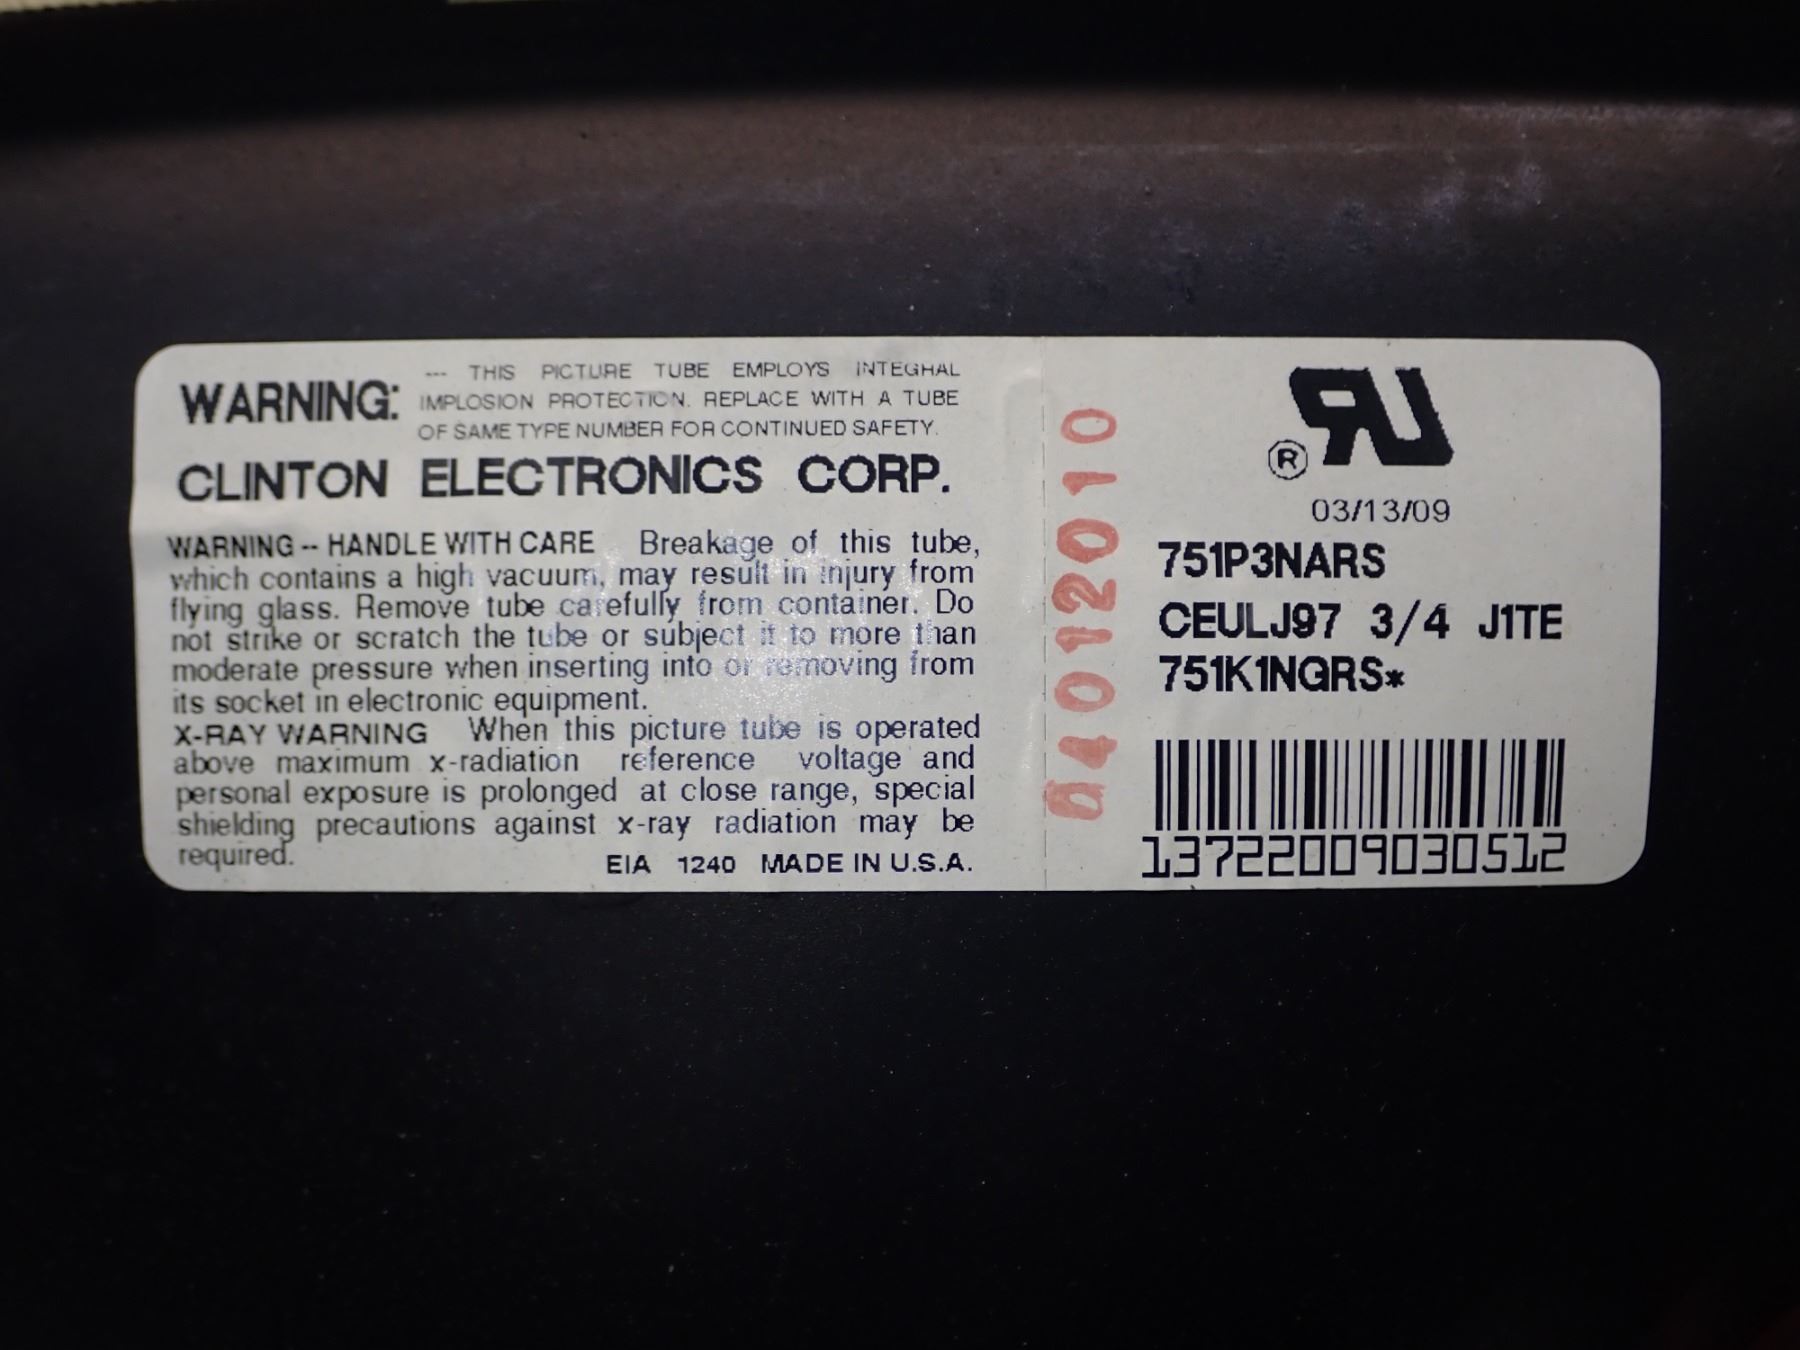 WARNING: --- THIS PICTURE TUBE EMPLOYS INTEGHAL
IMPLOSION PROTECTION. REPLACE WITH A TUBE
OF SAME TYPE NUMBER FOR CONTINUED SAFETY.
CLINTON ELECTRONICS CORP.
WARNING -- HANDLE WITH CARE Breakage of this tube,
which contains a high vacuum, may result in injury from
flying glass. Remove tube carefully from container. Do
not strike or scratch the tube or subject it to more than
moderate pressure when inserting into or removing from
its socket in electronic equipment.
X-RAY WARNING When this picture tube is operated
above maximum x-radiation reference voltage and
personal exposure is prolonged at close range, special
shielding precautions against x-ray radiation may be
required.
EIA 1240 MADE IN U.S.A.
04012010
RU
®
03/13/09
751P3NARS
CEULJ97 3/4 J1TE
751K1NGRS*
13722009030512